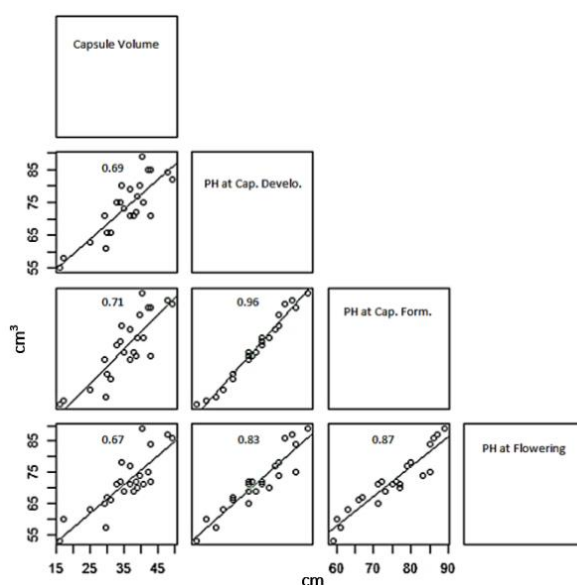 Capsule Volume
85
75
65
55
0.69
PH at Cap. Develo.
cm³
0.71
0.96
PH at Cap. Form.
85
75
65
55
0.67
0.83
0.87
PH at Flowering
15 25 35 45
60 70 80 90
cm